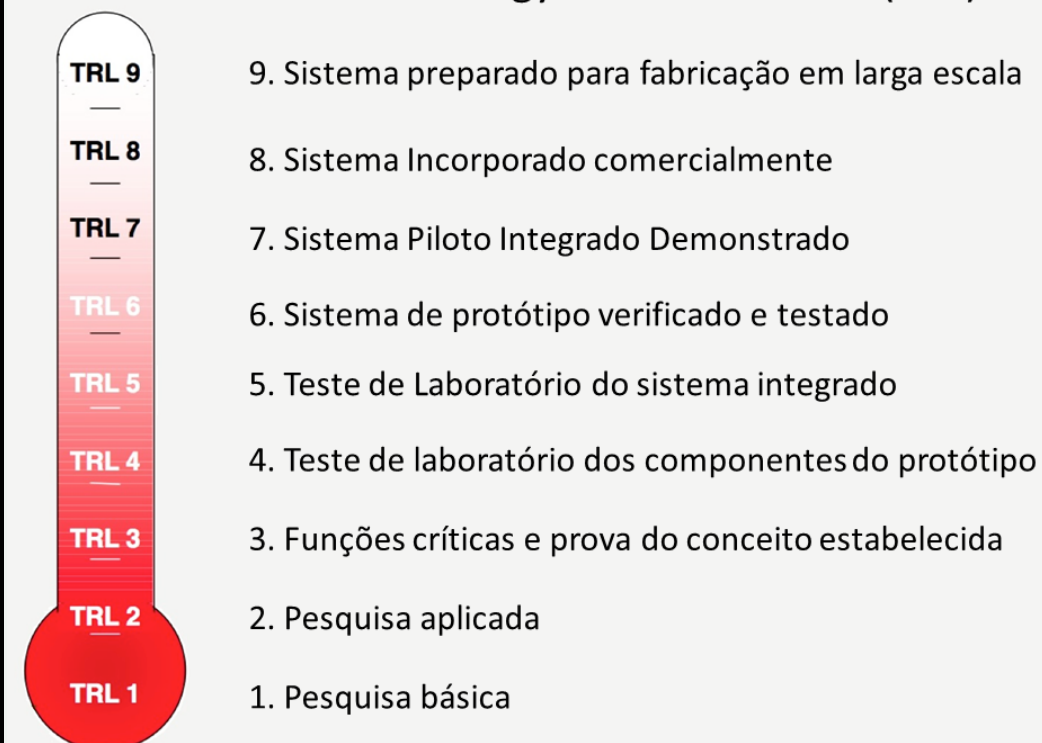 TRL 9
9. Sistema preparado para fabricação em larga escala
TRL 8
8. Sistema Incorporado comercialmente
TRL 7
7. Sistema Piloto Integrado Demonstrado
TRL 6
6. Sistema de protótipo verificado e testado
TRL 5
5. Teste de Laboratório do sistema integrado
TRL 4
4. Teste de laboratório dos componentes do protótipo
TRL 3
3. Funções críticas e prova do conceito estabelecida
TRL 2
2. Pesquisa aplicada
TRL 1
1. Pesquisa básica